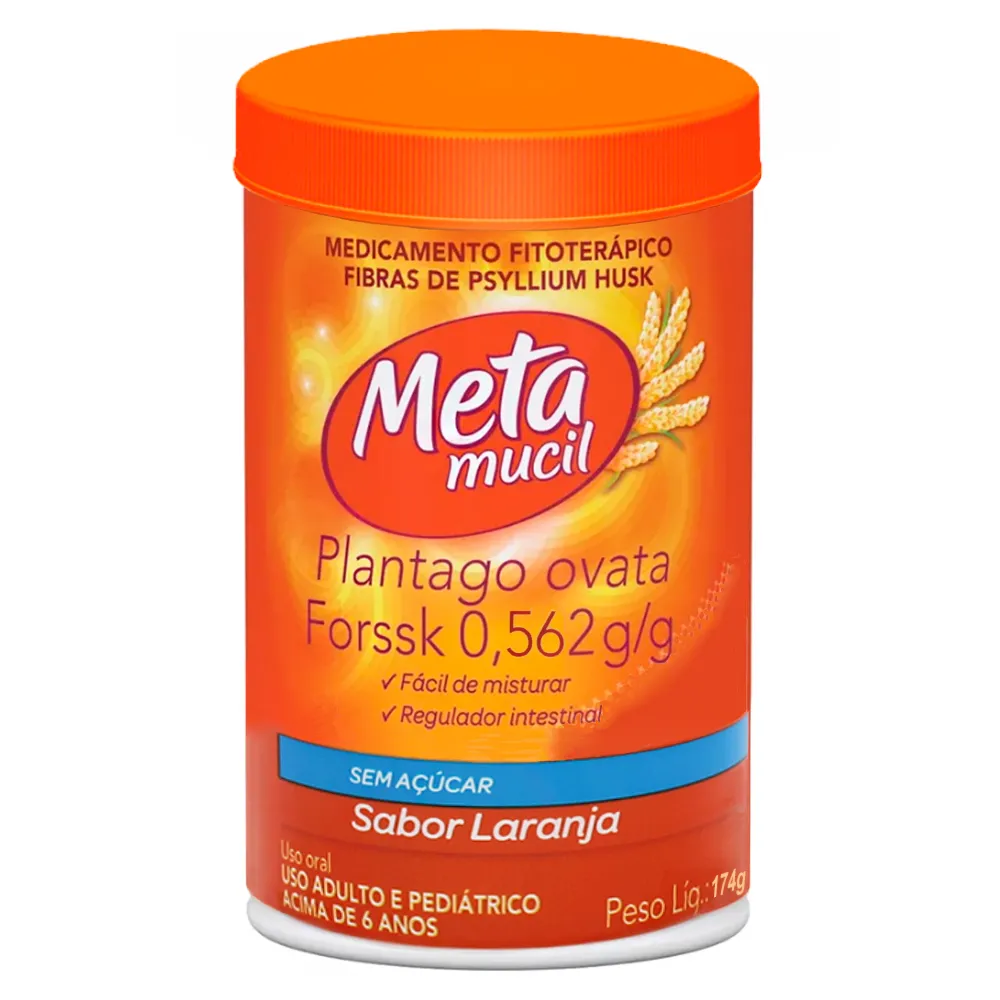 MEDICAMENTO FITOTERÁPICO
FIBRAS DE PSYLLIUM HUSK
Meta
mucil
Plantago ovata
Forssk 0,562 g/g
✓ Fácil de misturar
✓ Regulador intestinal
SEM AÇÚCAR
Sabor Laranja
Uso oral
USO ADULTO E PEDIÁTRICO
ACIMA DE 6 ANOS
Peso Líq.: 174g